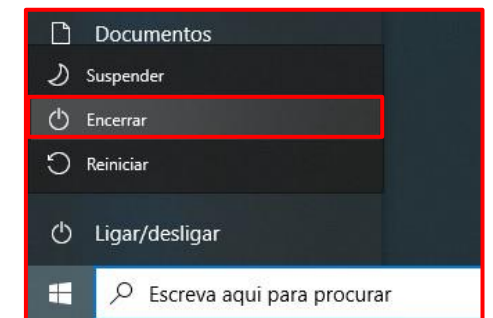 Documentos
Suspender
Encerrar
Reiniciar
Ligar/desligar
Escreva aqui para procurar